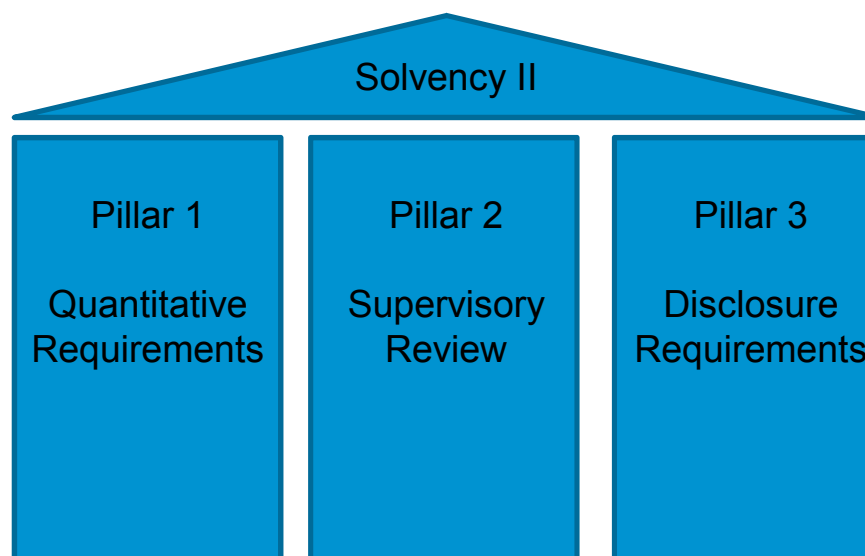 Solvency II
Pillar 1
Quantitative
Requirements
Pillar 2
Supervisory
Review
Pillar 3
Disclosure
Requirements